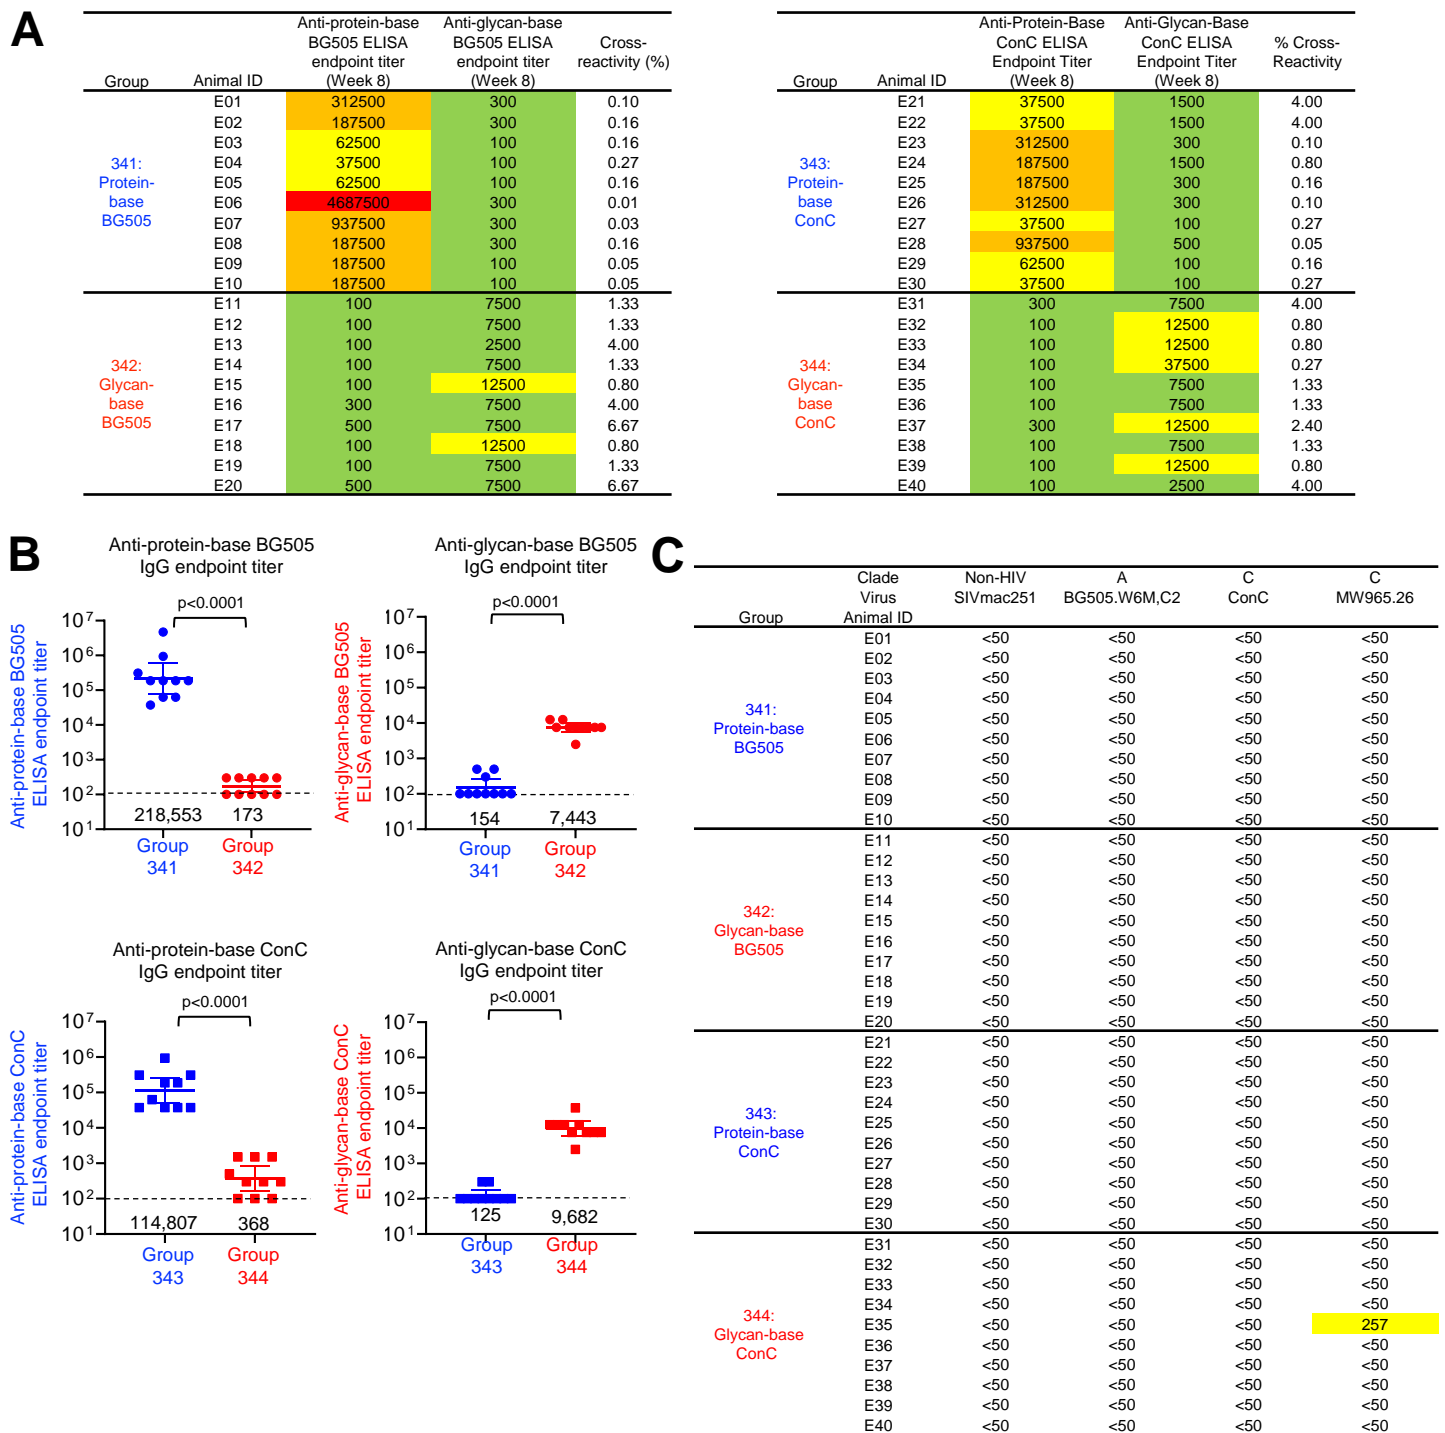 A
Group Animal ID Anti-protein-base BG505 ELISA endpoint titer (Week 8) Anti-glycan-base BG505 ELISA endpoint titer (Week 8) Cross-reactivity (%)
341: Protein-base BG505
E01 312500 300 0.10
E02 187500 300 0.16
E03 62500 100 0.16
E04 37500 100 0.27
E05 62500 100 0.16
E06 4687500 300 0.01
E07 937500 300 0.03
E08 187500 300 0.16
E09 187500 100 0.05
E10 187500 100 0.05
342: Glycan-base BG505
E11 100 7500 1.33
E12 100 7500 1.33
E13 100 2500 4.00
E14 100 7500 1.33
E15 100 12500 0.80
E16 300 7500 4.00
E17 500 7500 6.67
E18 100 12500 0.80
E19 100 7500 1.33
E20 500 7500 6.67
Group Animal ID Anti-Protein-Base ConC ELISA Endpoint Titer (Week 8) Anti-Glycan-Base ConC ELISA Endpoint Titer (Week 8) % Cross-Reactivity
343: Protein-base ConC
E21 37500 1500 4.00
E22 37500 1500 4.00
E23 312500 300 0.10
E24 187500 1500 0.80
E25 187500 300 0.16
E26 312500 300 0.10
E27 37500 100 0.27
E28 937500 500 0.05
E29 62500 100 0.16
E30 37500 100 0.27
344: Glycan-base ConC
E31 300 7500 4.00
E32 100 12500 0.80
E33 100 12500 0.80
E34 100 37500 0.27
E35 100 7500 1.33
E36 100 7500 1.33
E37 300 12500 2.40
E38 100 7500 1.33
E39 100 12500 0.80
E40 100 2500 4.00
B
Anti-protein-base BG505
IgG endpoint titer
p<0.0001
Anti-protein-base BG505
ELISA endpoint titer
10⁷
10⁶
10⁵
10⁴
10³
10²
10¹
218,553 173
Group 341
Group 342
Anti-glycan-base BG505
IgG endpoint titer
p<0.0001
Anti-glycan-base BG505
ELISA endpoint titer
10⁷
10⁶
10⁵
10⁴
10³
10²
10¹
154 7,443
Group 341
Group 342
Anti-protein-base ConC
IgG endpoint titer
p<0.0001
Anti-protein-base ConC
ELISA endpoint titer
10⁷
10⁶
10⁵
10⁴
10³
10²
10¹
114,807 368
Group 343
Group 344
Anti-glycan-base ConC
IgG endpoint titer
p<0.0001
Anti-glycan-base ConC
ELISA endpoint titer
10⁷
10⁶
10⁵
10⁴
10³
10²
10¹
125 9,682
Group 343
Group 344
C
Clade Non-HIV A C C
Virus SIVmac251 BG505.W6M,C2 ConC MW965.26
Group Animal ID
341: Protein-base BG505
E01 <50 <50 <50 <50
E02 <50 <50 <50 <50
E03 <50 <50 <50 <50
E04 <50 <50 <50 <50
E05 <50 <50 <50 <50
E06 <50 <50 <50 <50
E07 <50 <50 <50 <50
E08 <50 <50 <50 <50
E09 <50 <50 <50 <50
E10 <50 <50 <50 <50
342: Glycan-base BG505
E11 <50 <50 <50 <50
E12 <50 <50 <50 <50
E13 <50 <50 <50 <50
E14 <50 <50 <50 <50
E15 <50 <50 <50 <50
E16 <50 <50 <50 <50
E17 <50 <50 <50 <50
E18 <50 <50 <50 <50
E19 <50 <50 <50 <50
E20 <50 <50 <50 <50
343: Protein-base ConC
E21 <50 <50 <50 <50
E22 <50 <50 <50 <50
E23 <50 <50 <50 <50
E24 <50 <50 <50 <50
E25 <50 <50 <50 <50
E26 <50 <50 <50 <50
E27 <50 <50 <50 <50
E28 <50 <50 <50 <50
E29 <50 <50 <50 <50
E30 <50 <50 <50 <50
344: Glycan-base ConC
E31 <50 <50 <50 <50
E32 <50 <50 <50 <50
E33 <50 <50 <50 <50
E34 <50 <50 <50 <50
E35 <50 <50 <50 257
E36 <50 <50 <50 <50
E37 <50 <50 <50 <50
E38 <50 <50 <50 <50
E39 <50 <50 <50 <50
E40 <50 <50 <50 <50